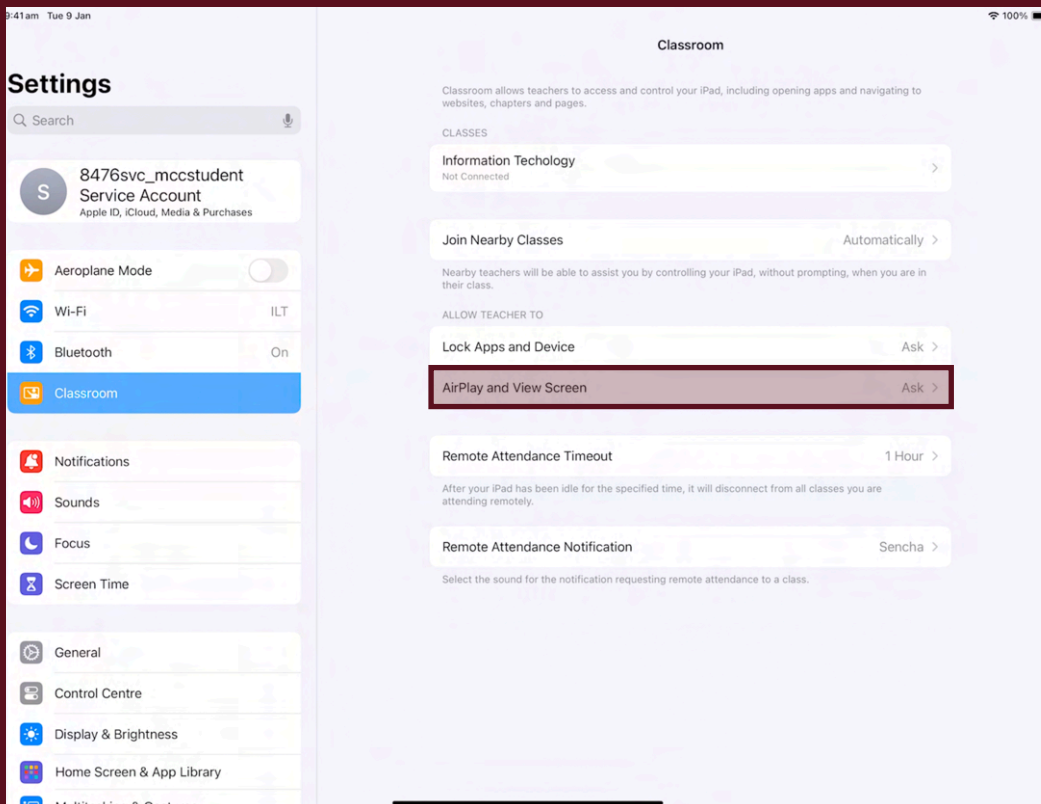 9:41 am Tue 9 Jan
100%
Settings
Search
S
8476svc_mccstudent
Service Account
Apple ID, iCloud, Media & Purchases
Aeroplane Mode
Wi-Fi
ILT
Bluetooth
On
Classroom
Notifications
Sounds
Focus
Screen Time
General
Control Centre
Display & Brightness
Home Screen & App Library
Classroom
Classroom allows teachers to access and control your iPad, including opening apps and navigating to
websites, chapters and pages.
CLASSES
Information Techology
Not Connected
Join Nearby Classes
Automatically
Nearby teachers will be able to assist you by controlling your iPad, without prompting, when you are in
their class.
ALLOW TEACHER TO
Lock Apps and Device
Ask
AirPlay and View Screen
Ask
Remote Attendance Timeout
1 Hour
After your iPad has been idle for the specified time, it will disconnect from all classes you are
attending remotely.
Remote Attendance Notification
Sencha
Select the sound for the notification requesting remote attendance to a class.